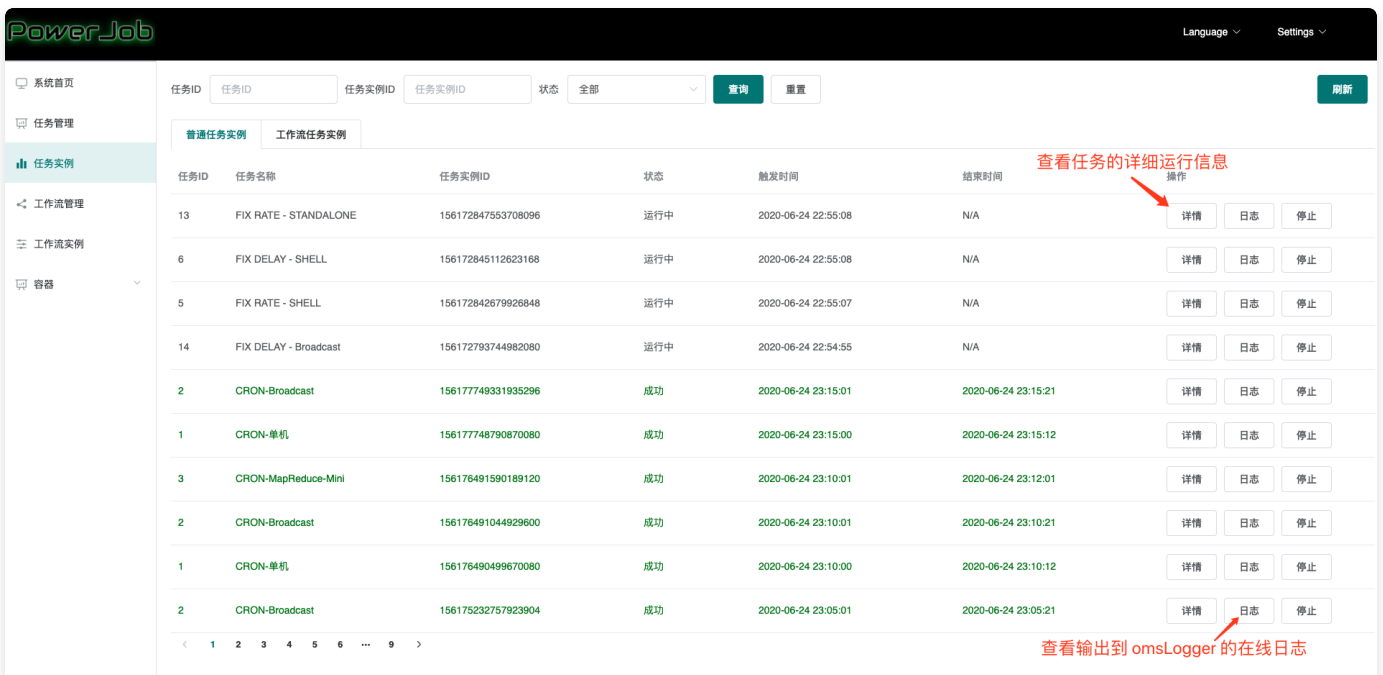 PowerJob
Language Settings
系统首页
任务管理
任务实例
工作流管理
工作流实例
容器
任务ID 任务ID 任务实例ID 任务实例ID 状态 全部 查询 重置 刷新
普通任务实例 工作流任务实例
查看任务的详细运行信息
任务ID 任务名称 任务实例ID 状态 触发时间 结束时间 操作
13 FIX RATE - STANDALONE 156172847553708096 运行中 2020-06-24 22:55:08 N/A 详情 日志 停止
6 FIX DELAY - SHELL 156172845112623168 运行中 2020-06-24 22:55:08 N/A 详情 日志 停止
5 FIX RATE - SHELL 156172842679926848 运行中 2020-06-24 22:55:07 N/A 详情 日志 停止
14 FIX DELAY - Broadcast 156172793744982080 运行中 2020-06-24 22:54:55 N/A 详情 日志 停止
2 CRON-Broadcast 156177749331935296 成功 2020-06-24 23:15:01 2020-06-24 23:15:21 详情 日志 停止
1 CRON-单机 156177748790870080 成功 2020-06-24 23:15:00 2020-06-24 23:15:12 详情 日志 停止
3 CRON-MapReduce-Mini 156176491590189120 成功 2020-06-24 23:10:01 2020-06-24 23:12:01 详情 日志 停止
2 CRON-Broadcast 156176491044929600 成功 2020-06-24 23:10:01 2020-06-24 23:10:21 详情 日志 停止
1 CRON-单机 156176490499670080 成功 2020-06-24 23:10:00 2020-06-24 23:10:12 详情 日志 停止
2 CRON-Broadcast 156175232757923904 成功 2020-06-24 23:05:01 2020-06-24 23:05:21 详情 日志 停止
1 2 3 4 5 6 ··· 9
查看输出到 omsLogger 的在线日志